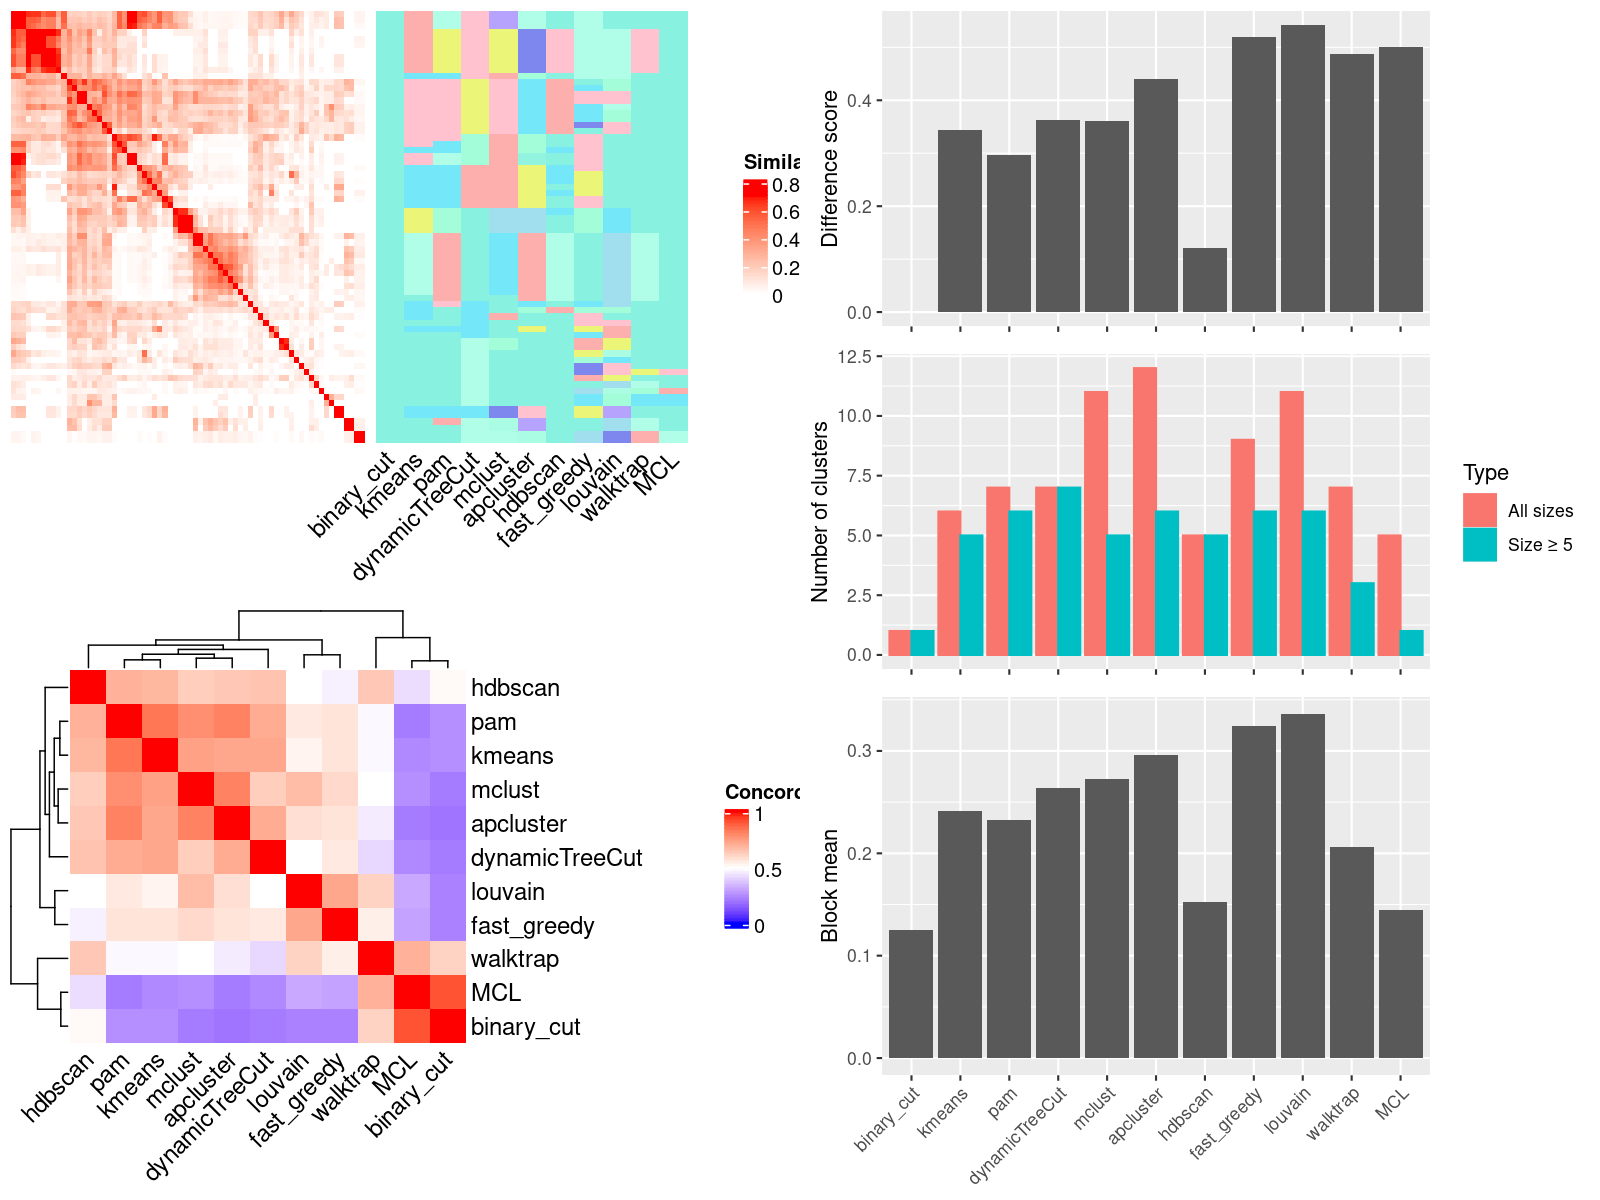 Simila
0.8
0.6
0.4
0.2
0
binary_cut
kmeans
pam
dynamicTreeCut
mclust
apcluster
hdbscan
fast_greedy
louvain
walktrap
MCL
hdbscan
pam
kmeans
mclust
apcluster
dynamicTreeCut
louvain
fast_greedy
walktrap
MCL
binary_cut
hdbscan
pam
kmeans
mclust
apcluster
dynamicTreeCut
louvain
fast_greedy
walktrap
MCL
binary_cut
Concord
1
0.5
0
Difference score
0.4
0.2
0.0
Number of clusters
12.5
10.0
7.5
5.0
2.5
0.0
Type
All sizes
Size ≥ 5
Block mean
0.3
0.2
0.1
0.0
binary_cut
kmeans
pam
dynamicTreeCut
mclust
apcluster
hdbscan
fast_greedy
louvain
walktrap
MCL